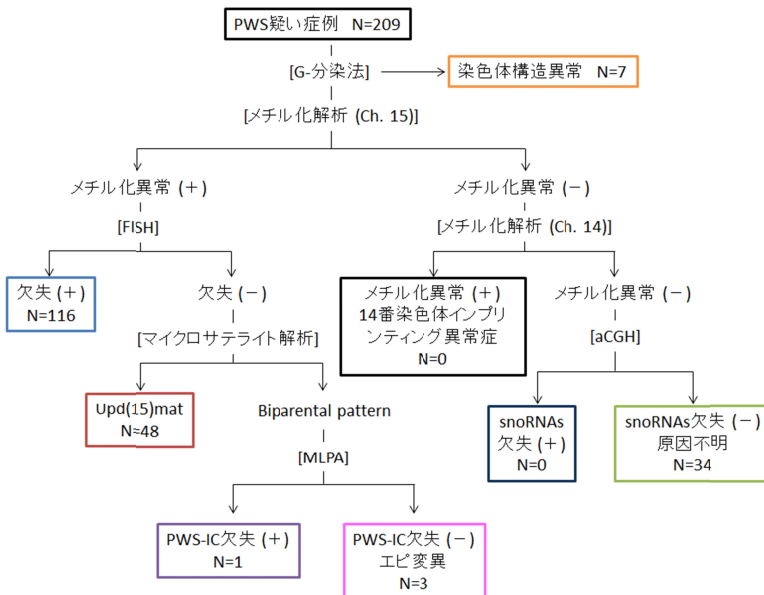 PWS疑い症例 N=209
[G-分染法]
染色体構造異常 N=7
[メチル化解析 (Ch. 15)]
メチル化異常 (+)
メチル化異常 (−)
[FISH]
[メチル化解析 (Ch. 14)]
欠失 (+)
N=116
欠失 (−)
メチル化異常 (+)
14番染色体インプリ
ンティング異常症
N=0
メチル化異常 (−)
[マイクロサテライト解析]
[aCGH]
Upd(15)mat
N=48
Biparental pattern
snoRNAs
欠失 (+)
N=0
snoRNAs欠失 (−)
原因不明
N=34
[MLPA]
PWS-IC欠失 (+)
N=1
PWS-IC欠失 (−)
エピ変異
N=3